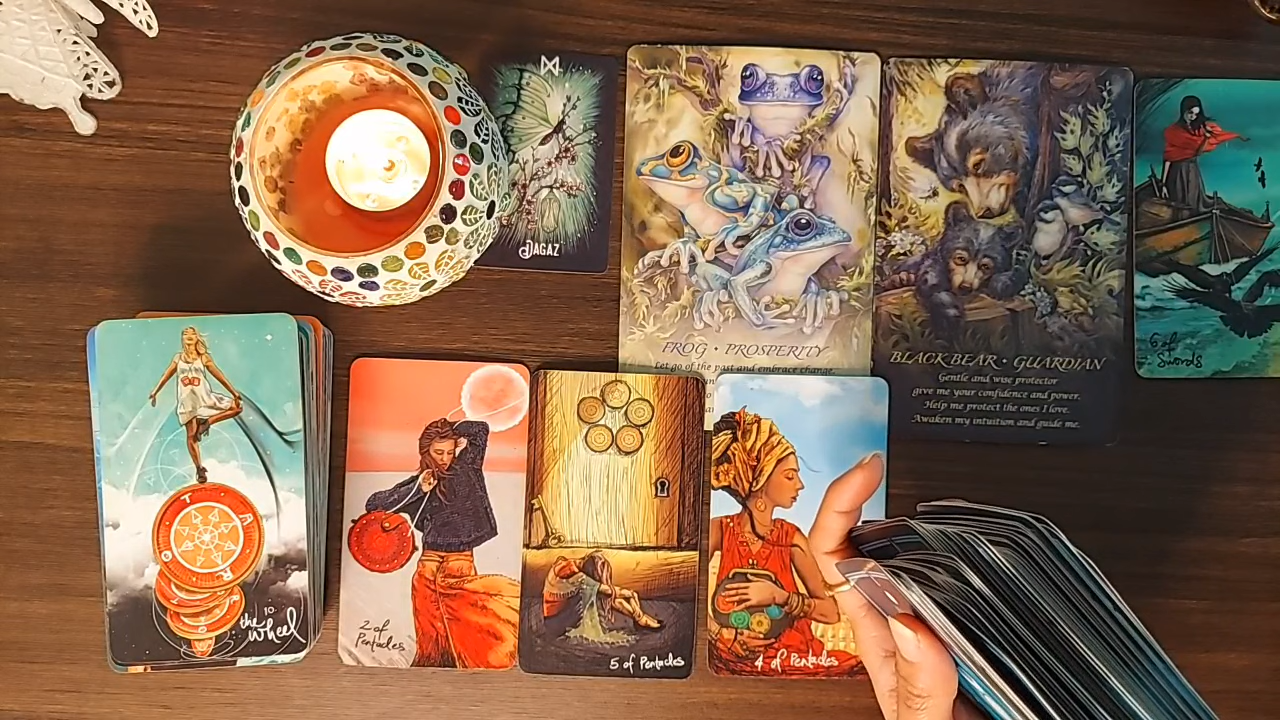 DAGAZ
FROG • PROSPERITY
Let go of the past and embrace change.
BLACK BEAR • GUARDIAN
Gentle and wise protector
give me your confidence and power.
Help me protect the ones I love.
Awaken my intuition and guide me.
6 of
Swords
T A R O
10.
the Wheel
2 of
Pentacles
5 of Pentacles
4 of Pentacles